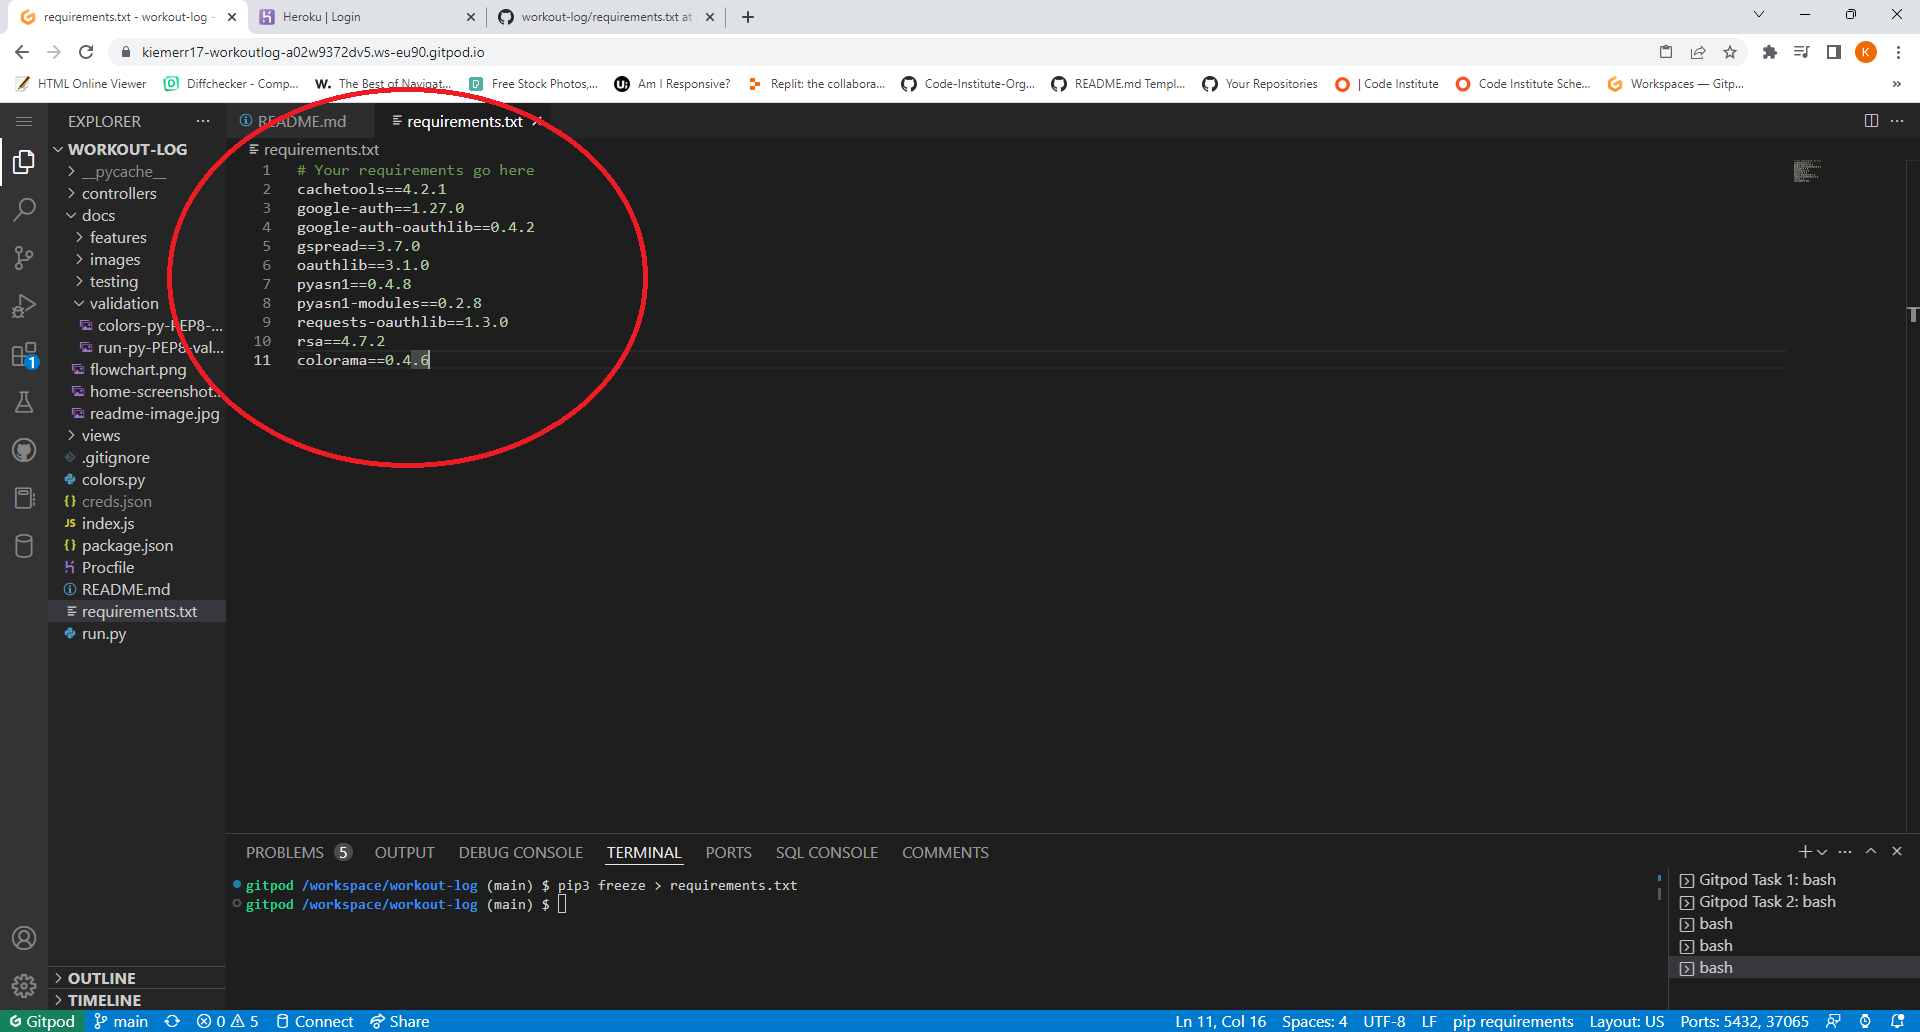 requirements.txt - workout-log -
Heroku | Login
workout-log/requirements.txt at
kiemerr17-workoutlog-a02w9372dv5.ws-eu90.gitpod.io
K
HTML Online Viewer
Diffchecker - Comp...
The Best of Navigat...
Free Stock Photos,...
Am I Responsive?
Replit: the collabora...
Code-Institute-Org...
README.md Templ...
Your Repositories
| Code Institute
Code Institute Sche...
Workspaces — Gitp...
»
EXPLORER
README.md
requirements.txt
WORKOUT-LOG
__pycache__
controllers
docs
features
images
testing
validation
colors-py-PEP8-...
run-py-PEP8-val...
flowchart.png
home-screenshot...
readme-image.jpg
views
.gitignore
colors.py
{} creds.json
JS index.js
{} package.json
Procfile
README.md
requirements.txt
run.py
OUTLINE
TIMELINE
1
requirements.txt
1 # Your requirements go here
2 cachetools==4.2.1
3 google-auth==1.27.0
4 google-auth-oauthlib==0.4.2
5 gspread==3.7.0
6 oauthlib==3.1.0
7 pyasn1==0.4.8
8 pyasn1-modules==0.2.8
9 requests-oauthlib==1.3.0
10 rsa==4.7.2
11 colorama==0.4.6
PROBLEMS 5 OUTPUT DEBUG CONSOLE TERMINAL PORTS SQL CONSOLE COMMENTS
gitpod /workspace/workout-log (main) $ pip3 freeze > requirements.txt
gitpod /workspace/workout-log (main) $
Gitpod Task 1: bash
Gitpod Task 2: bash
bash
bash
bash
Gitpod main 0 5 Connect Share
Ln 11, Col 16 Spaces: 4 UTF-8 LF pip requirements Layout: US Ports: 5432, 37065